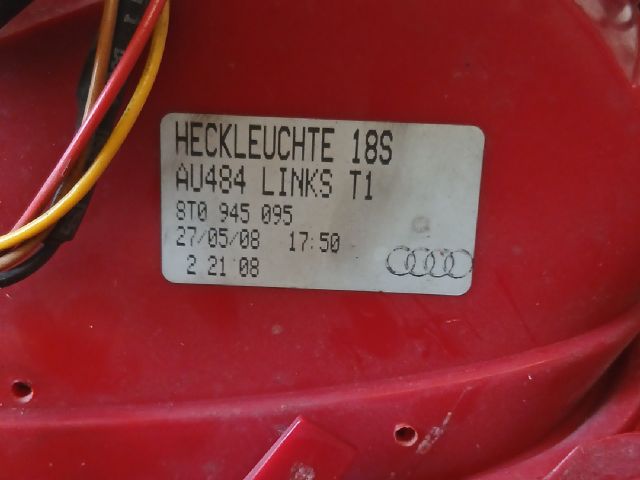 HECKLEUCHTE 18S
AU484 LINKS T1
8T0 945 095
27/05/08 17:50
2 21 08